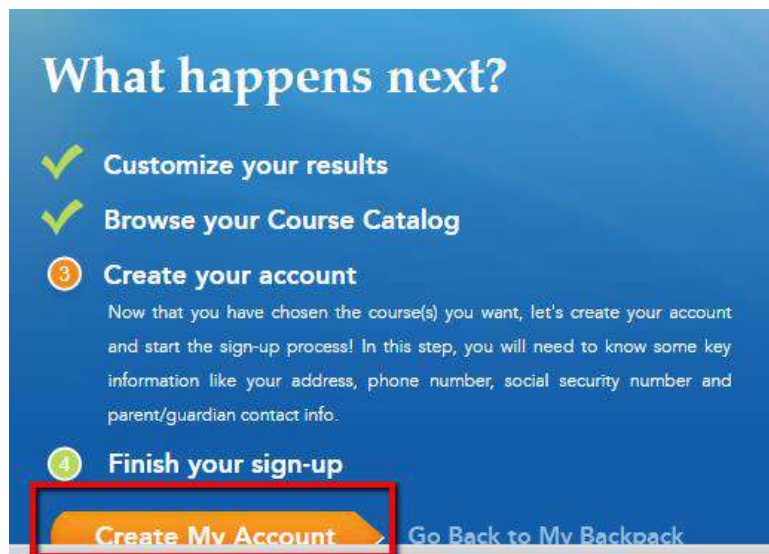 What happens next?
Customize your results
Browse your Course Catalog
3 Create your account
Now that you have chosen the course(s) you want, let's create your account
and start the sign-up process! In this step, you will need to know some key
information like your address, phone number, social security number and
parent/guardian contact info.
4 Finish your sign-up
Create My Account Go Back to My Backpack